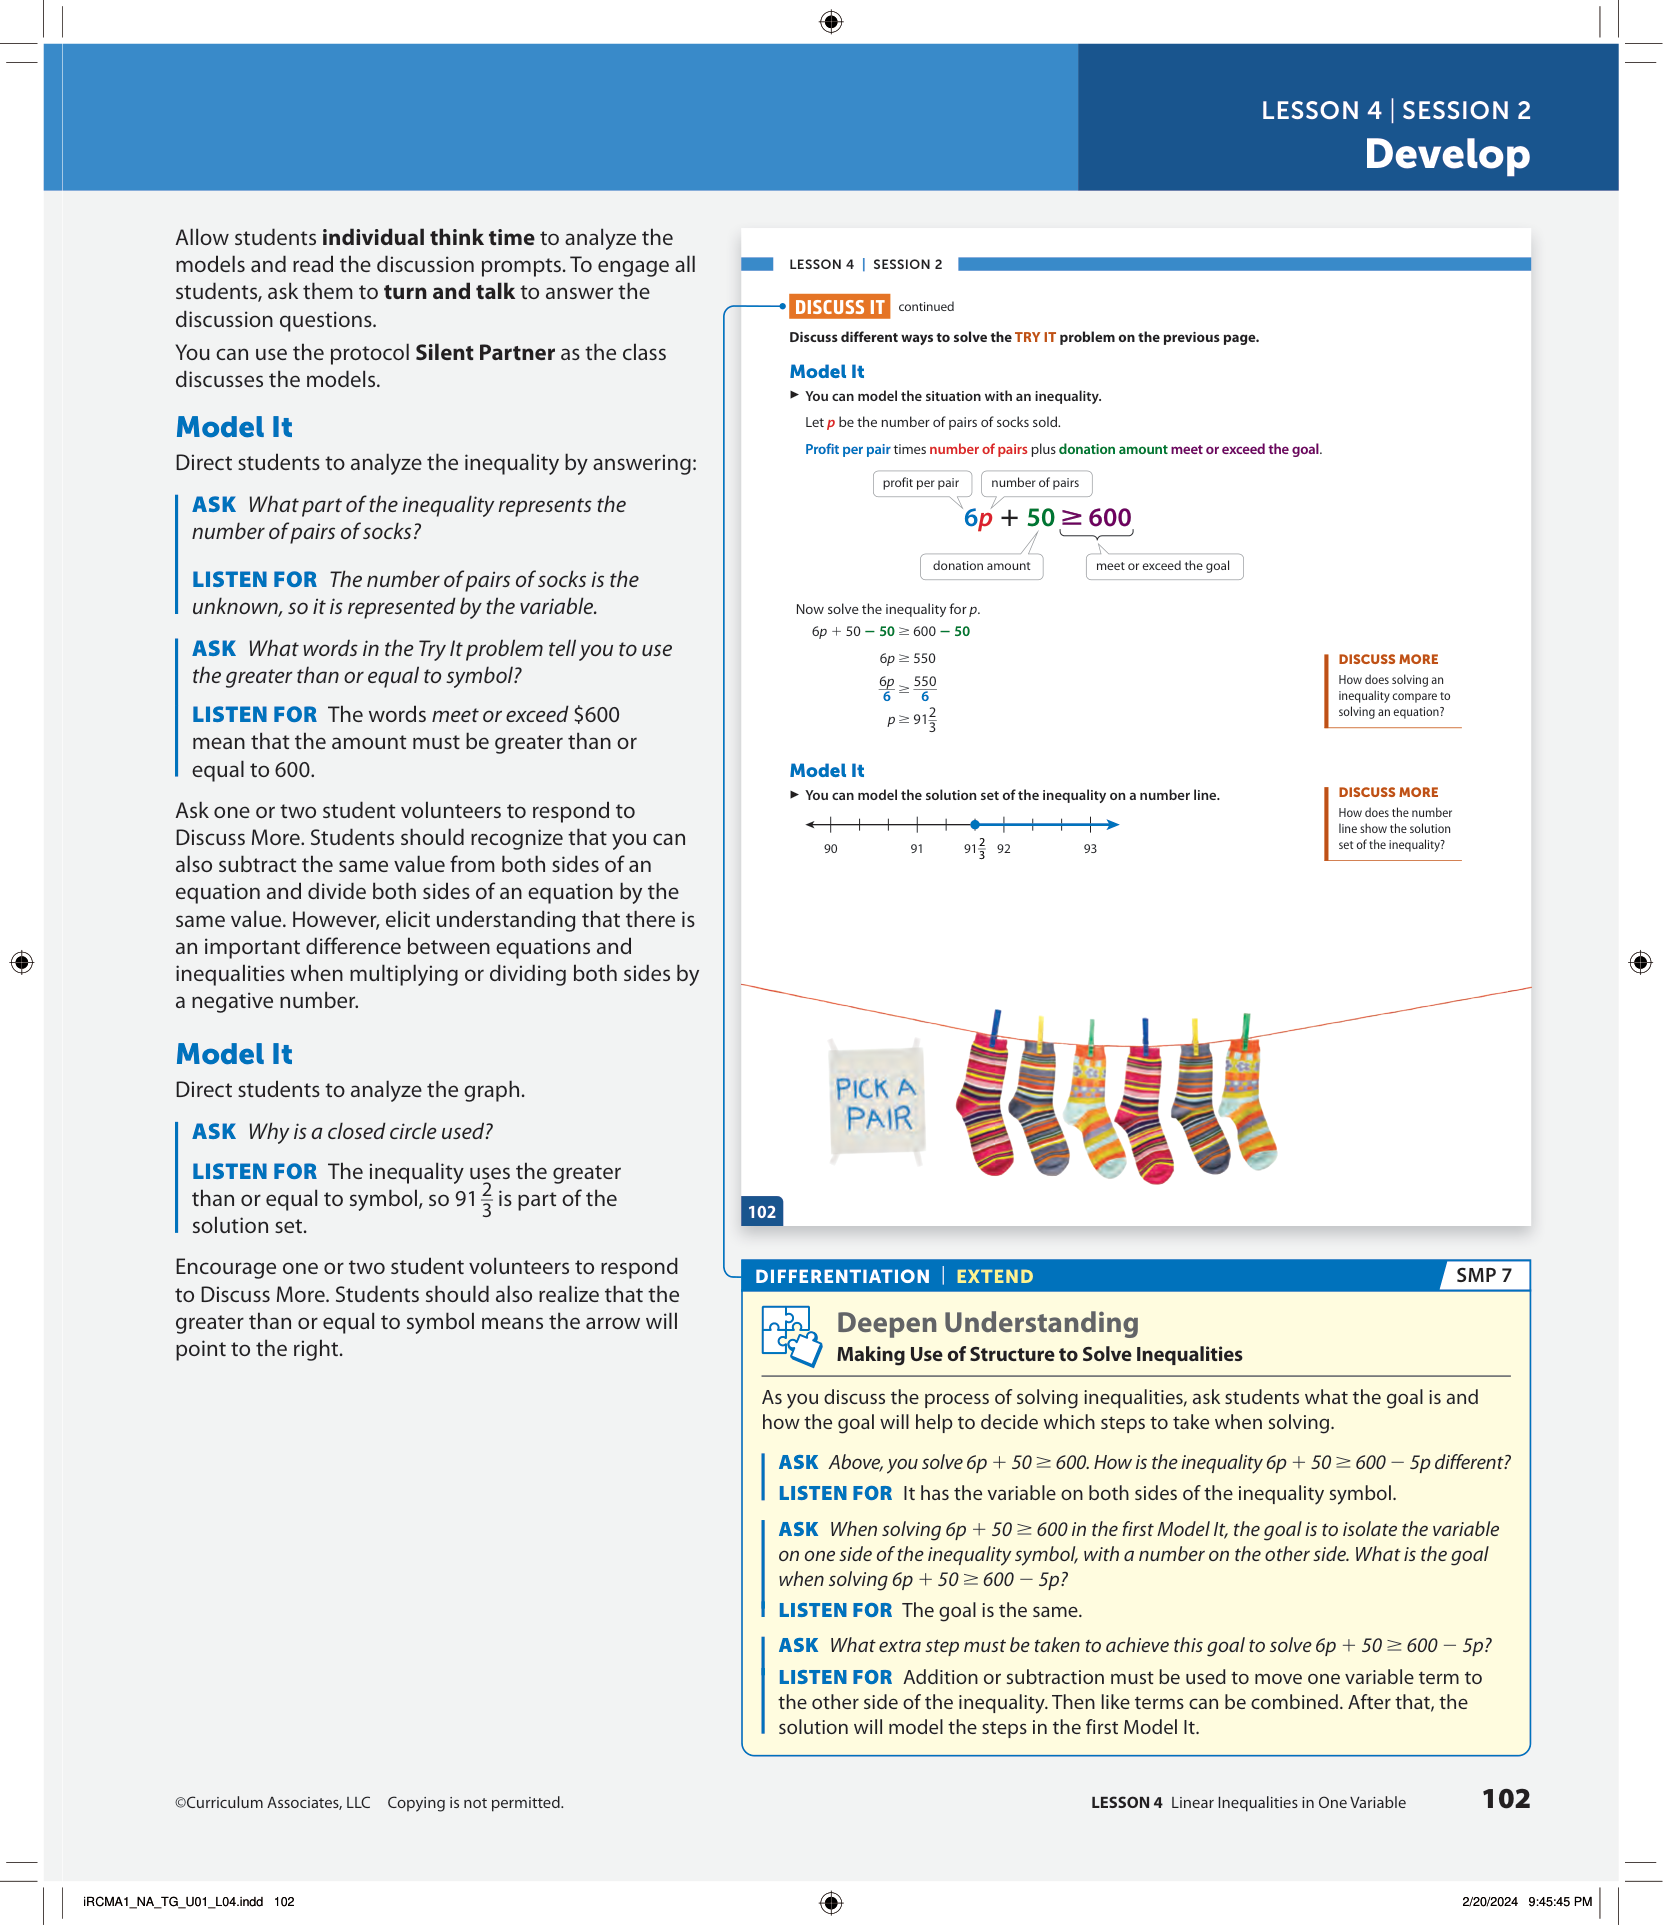 LESSON 4 | SESSION 2
Develop
Allow students individual think time to analyze the
models and read the discussion prompts. To engage all
students, ask them to turn and talk to answer the
discussion questions.
You can use the protocol Silent Partner as the class
discusses the models.
Model It
Direct students to analyze the inequality by answering:
ASK What part of the inequality represents the
number of pairs of socks?
LISTEN FOR The number of pairs of socks is the
unknown, so it is represented by the variable.
ASK What words in the Try It problem tell you to use
the greater than or equal to symbol?
LISTEN FOR The words meet or exceed $600
mean that the amount must be greater than or
equal to 600.
Ask one or two student volunteers to respond to
Discuss More. Students should recognize that you can
also subtract the same value from both sides of an
equation and divide both sides of an equation by the
same value. However, elicit understanding that there is
an important difference between equations and
inequalities when multiplying or dividing both sides by
a negative number.
Model It
Direct students to analyze the graph.
ASK Why is a closed circle used?
LISTEN FOR The inequality uses the greater
than or equal to symbol, so 91 2/3 is part of the
solution set.
Encourage one or two student volunteers to respond
to Discuss More. Students should also realize that the
greater than or equal to symbol means the arrow will
point to the right.
LESSON 4 | SESSION 2
DISCUSS IT continued
Discuss different ways to solve the TRY IT problem on the previous page.
Model It
► You can model the situation with an inequality.
Let p be the number of pairs of socks sold.
Profit per pair times number of pairs plus donation amount meet or exceed the goal.
profit per pair number of pairs
6p + 50 ≥ 600
donation amount meet or exceed the goal
Now solve the inequality for p.
6p + 50 − 50 ≥ 600 − 50
6p ≥ 550
6p/6 ≥ 550/6
p ≥ 91 2/3
DISCUSS MORE
How does solving an
inequality compare to
solving an equation?
Model It
► You can model the solution set of the inequality on a number line.
90 91 91 2/3 92 93
DISCUSS MORE
How does the number
line show the solution
set of the inequality?
PICK A
PAIR
102
DIFFERENTIATION | EXTEND SMP 7
Deepen Understanding
Making Use of Structure to Solve Inequalities
As you discuss the process of solving inequalities, ask students what the goal is and
how the goal will help to decide which steps to take when solving.
ASK Above, you solve 6p + 50 ≥ 600. How is the inequality 6p + 50 ≥ 600 − 5p different?
LISTEN FOR It has the variable on both sides of the inequality symbol.
ASK When solving 6p + 50 ≥ 600 in the first Model It, the goal is to isolate the variable
on one side of the inequality symbol, with a number on the other side. What is the goal
when solving 6p + 50 ≥ 600 − 5p?
LISTEN FOR The goal is the same.
ASK What extra step must be taken to achieve this goal to solve 6p + 50 ≥ 600 − 5p?
LISTEN FOR Addition or subtraction must be used to move one variable term to
the other side of the inequality. Then like terms can be combined. After that, the
solution will model the steps in the first Model It.
©Curriculum Associates, LLC Copying is not permitted.
LESSON 4 Linear Inequalities in One Variable 102
iRCMA1_NA_TG_U01_L04.indd 102
2/20/2024 9:45:45 PM